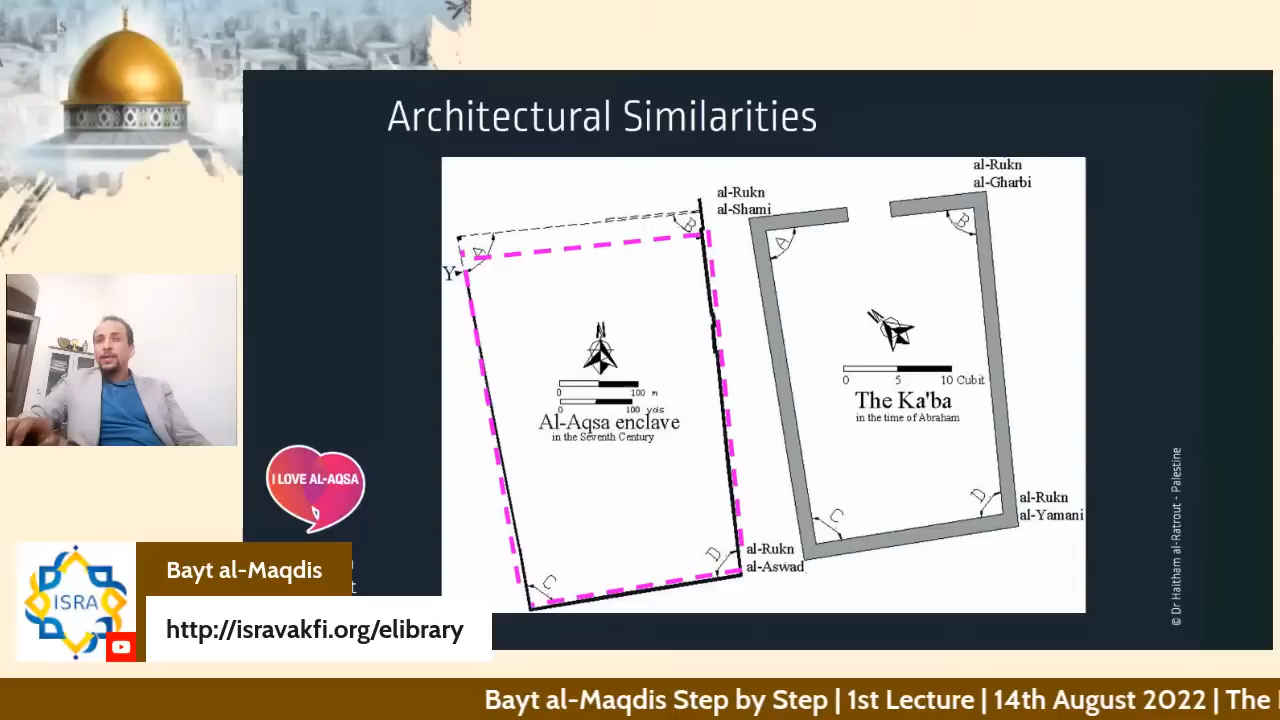 Architectural Similarities
al-Rukn
al-Gharbi
al-Rukn
al-Shami
B
A
Y
B
A
N
N
0 100 m
0 100 yds
0 5 10 Cubit
Al-Aqsa enclave
in the Seventh Century
The Ka'ba
in the time of Abraham
D
al-Rukn
al-Yamani
C
D
al-Rukn
al-Aswad
C
© Dr Haitham al-Ratrout - Palestine
I LOVE AL-AQSA
ISRA
Bayt al-Maqdis
http://isravakfi.org/elibrary
Bayt al-Maqdis Step by Step | 1st Lecture | 14th August 2022 | The